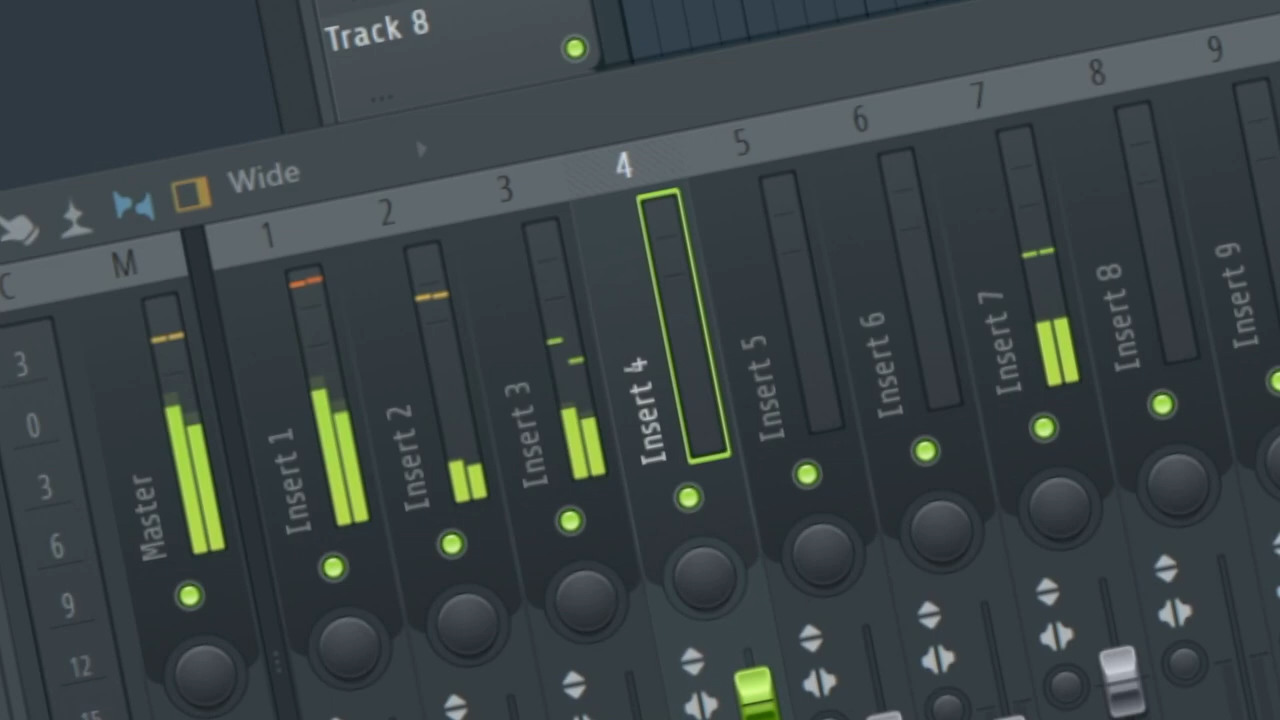 Track 8
...
Wide
C M 1 2 3 4 5 6 7 8 9
3
0
3
6
9
12
15
Master
Insert 1
Insert 2
Insert 3
Insert 4
Insert 5
Insert 6
Insert 7
Insert 8
Insert 9